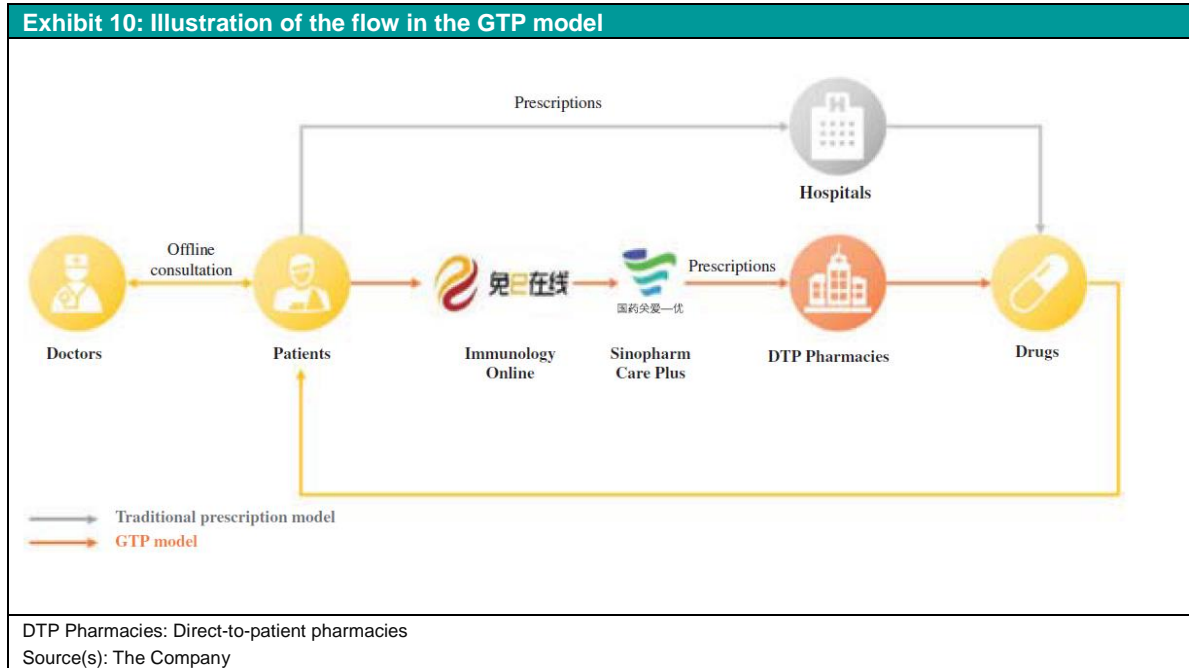 Exhibit 10: Illustration of the flow in the GTP model
Prescriptions
Hospitals
Offline
consultation
免e在线
国药关爱一优
Prescriptions
Doctors
Patients
Immunology
Online
Sinopharm
Care Plus
DTP Pharmacies
Drugs
Traditional prescription model
GTP model
DTP Pharmacies: Direct-to-patient pharmacies
Source(s): The Company